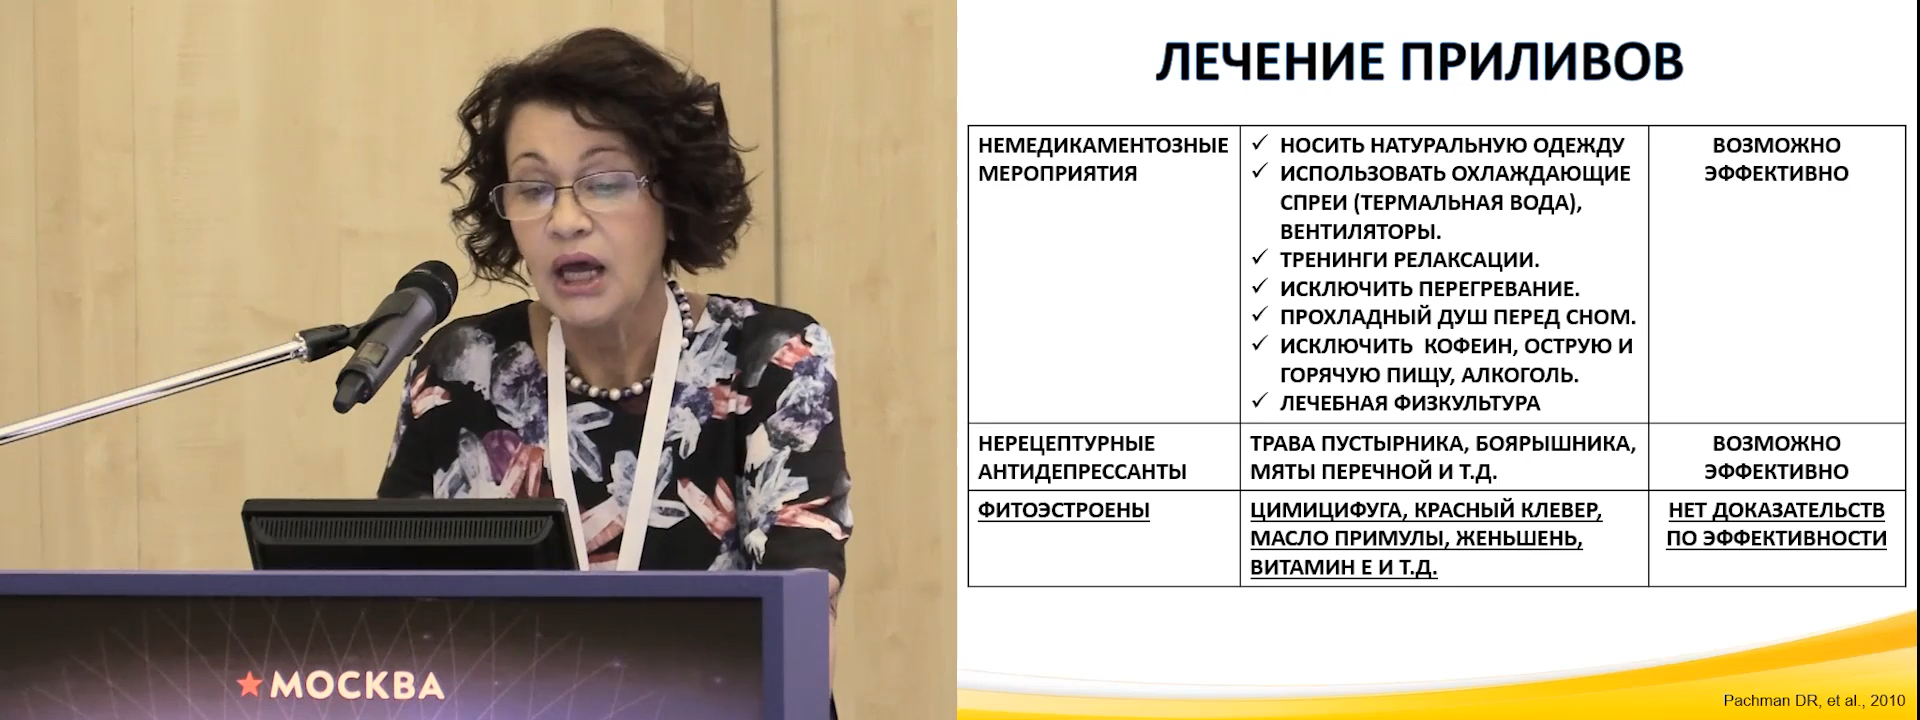 ★МОСКВА
ЛЕЧЕНИЕ ПРИЛИВОВ
НЕМЕДИКАМЕНТОЗНЫЕ
МЕРОПРИЯТИЯ
✓ НОСИТЬ НАТУРАЛЬНУЮ ОДЕЖДУ
✓ ИСПОЛЬЗОВАТЬ ОХЛАЖДАЮЩИЕ
СПРЕИ (ТЕРМАЛЬНАЯ ВОДА),
ВЕНТИЛЯТОРЫ.
✓ ТРЕНИНГИ РЕЛАКСАЦИИ.
✓ ИСКЛЮЧИТЬ ПЕРЕГРЕВАНИЕ.
✓ ПРОХЛАДНЫЙ ДУШ ПЕРЕД СНОМ.
✓ ИСКЛЮЧИТЬ КОФЕИН, ОСТРУЮ И
ГОРЯЧУЮ ПИЩУ, АЛКОГОЛЬ.
✓ ЛЕЧЕБНАЯ ФИЗКУЛЬТУРА
ВОЗМОЖНО
ЭФФЕКТИВНО
НЕРЕЦЕПТУРНЫЕ
АНТИДЕПРЕССАНТЫ
ТРАВА ПУСТЫРНИКА, БОЯРЫШНИКА,
МЯТЫ ПЕРЕЧНОЙ И Т.Д.
ВОЗМОЖНО
ЭФФЕКТИВНО
ФИТОЭСТРОЕНЫ
ЦИМИЦИФУГА, КРАСНЫЙ КЛЕВЕР,
МАСЛО ПРИМУЛЫ, ЖЕНЬШЕНЬ,
ВИТАМИН Е И Т.Д.
НЕТ ДОКАЗАТЕЛЬСТВ
ПО ЭФФЕКТИВНОСТИ
Pachman DR, et al., 2010